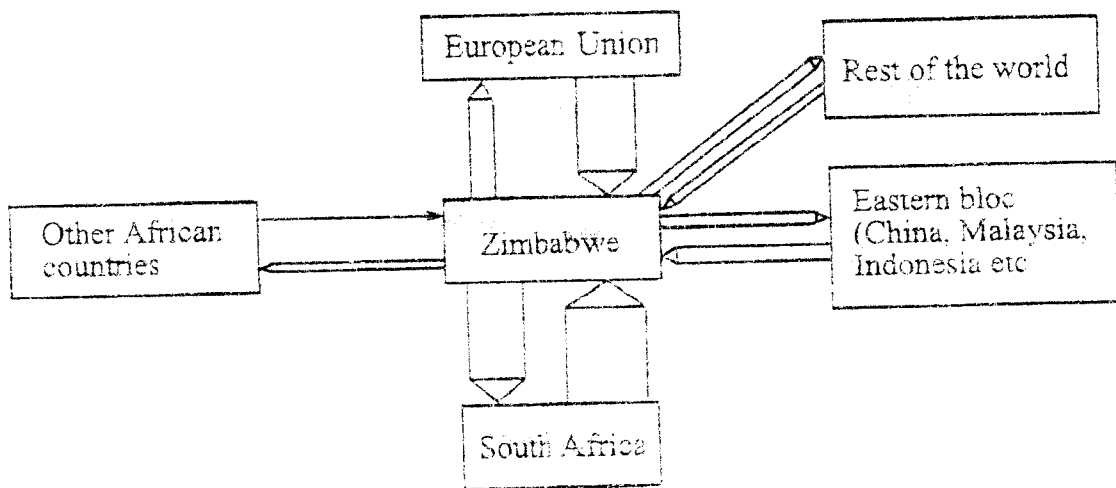 European Union
Rest of the world
Other African
countries
Zimbabwe
Eastern bloc
(China, Malaysia,
Indonesia etc
South Africa